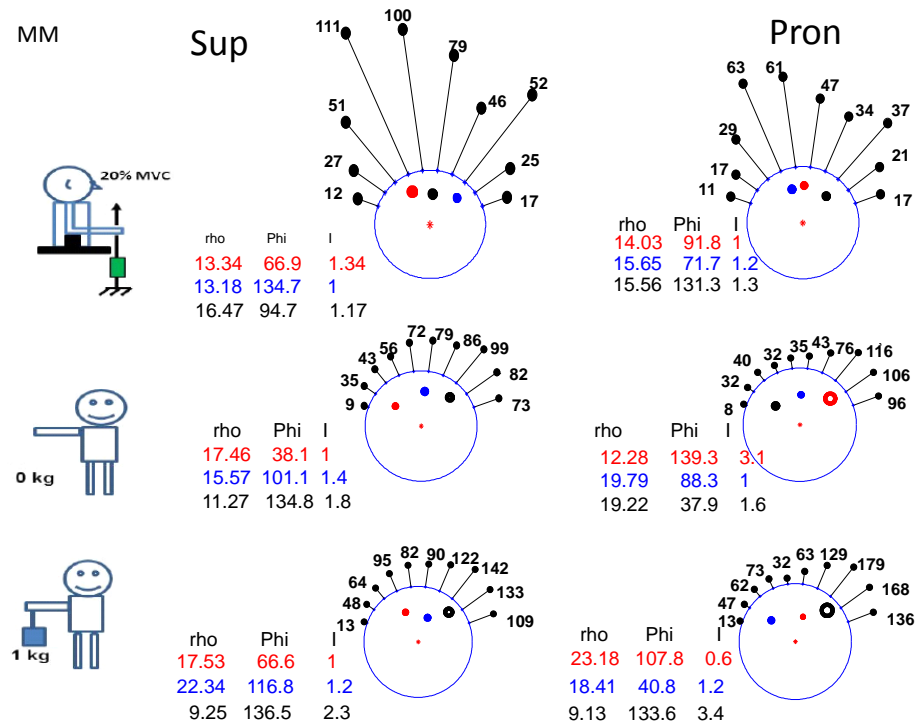 MM
Sup
Pron
111
100
79
52
46
51
27
12
25
17
20% MVC
rho Phi I
13.34 66.9 1.34
13.18 134.7 1
16.47 94.7 1.17
63
61
47
34
37
29
17
11
21
17
rho Phi I
14.03 91.8 1
15.65 71.7 1.2
15.56 131.3 1.3
0 kg
72
79
86
99
56
43
35
9
82
73
rho Phi I
17.46 38.1 1
15.57 101.1 1.4
11.27 134.8 1.8
35
43
76
116
32
40
32
8
106
96
rho Phi I
12.28 139.3 3.1
19.79 88.3 1
19.22 37.9 1.6
1 kg
82
90
122
142
95
64
48
13
133
109
rho Phi I
17.53 66.6 1
22.34 116.8 1.2
9.25 136.5 2.3
32
63
129
179
73
62
47
13
168
136
rho Phi I
23.18 107.8 0.6
18.41 40.8 1.2
9.13 133.6 3.4